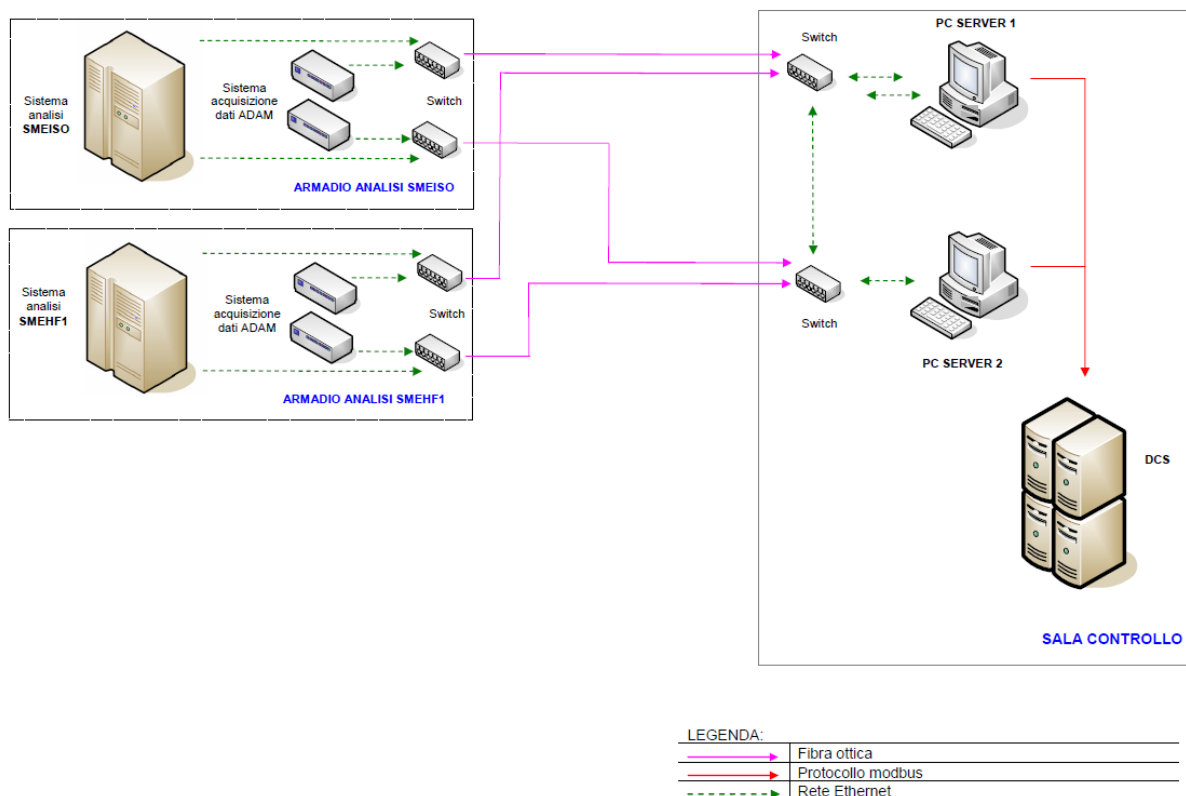 PC SERVER 1
Switch
Sistema
analisi
SMEISO
Sistema
acquisizione
dati ADAM
Switch
ARMADIO ANALISI SMEISO
Sistema
analisi
SMEHF1
Sistema
acquisizione
dati ADAM
Switch
ARMADIO ANALISI SMEHF1
Switch
PC SERVER 2
DCS
SALA CONTROLLO
LEGENDA:
Fibra ottica
Protocollo modbus
Rete Ethernet